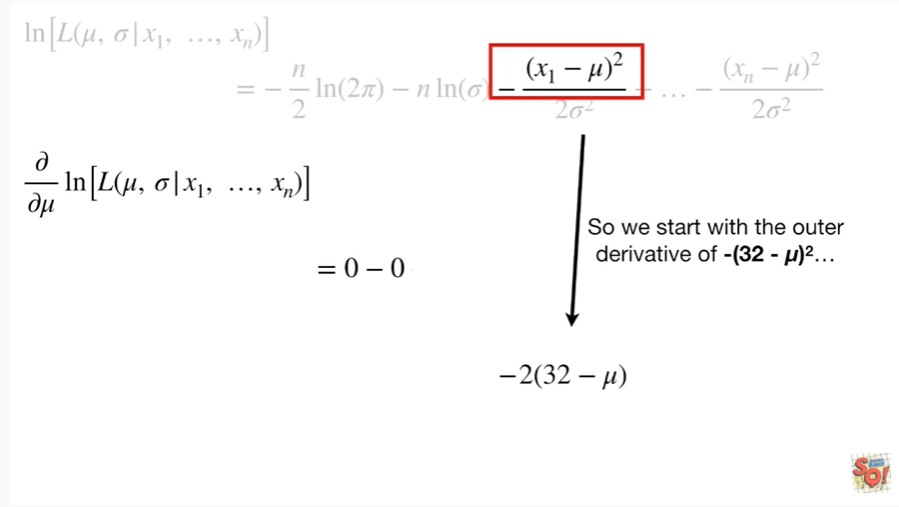 ln[L(μ, σ|x₁, …, xₙ)]
= − n/2 ln(2π) − n ln(σ) − (x₁ − μ)²/2σ² − … − (xₙ − μ)²/2σ²
∂/∂μ ln[L(μ, σ|x₁, …, xₙ)]
So we start with the outer
derivative of -(32 - μ)²…
= 0 − 0
−2(32 − μ)
SQ!